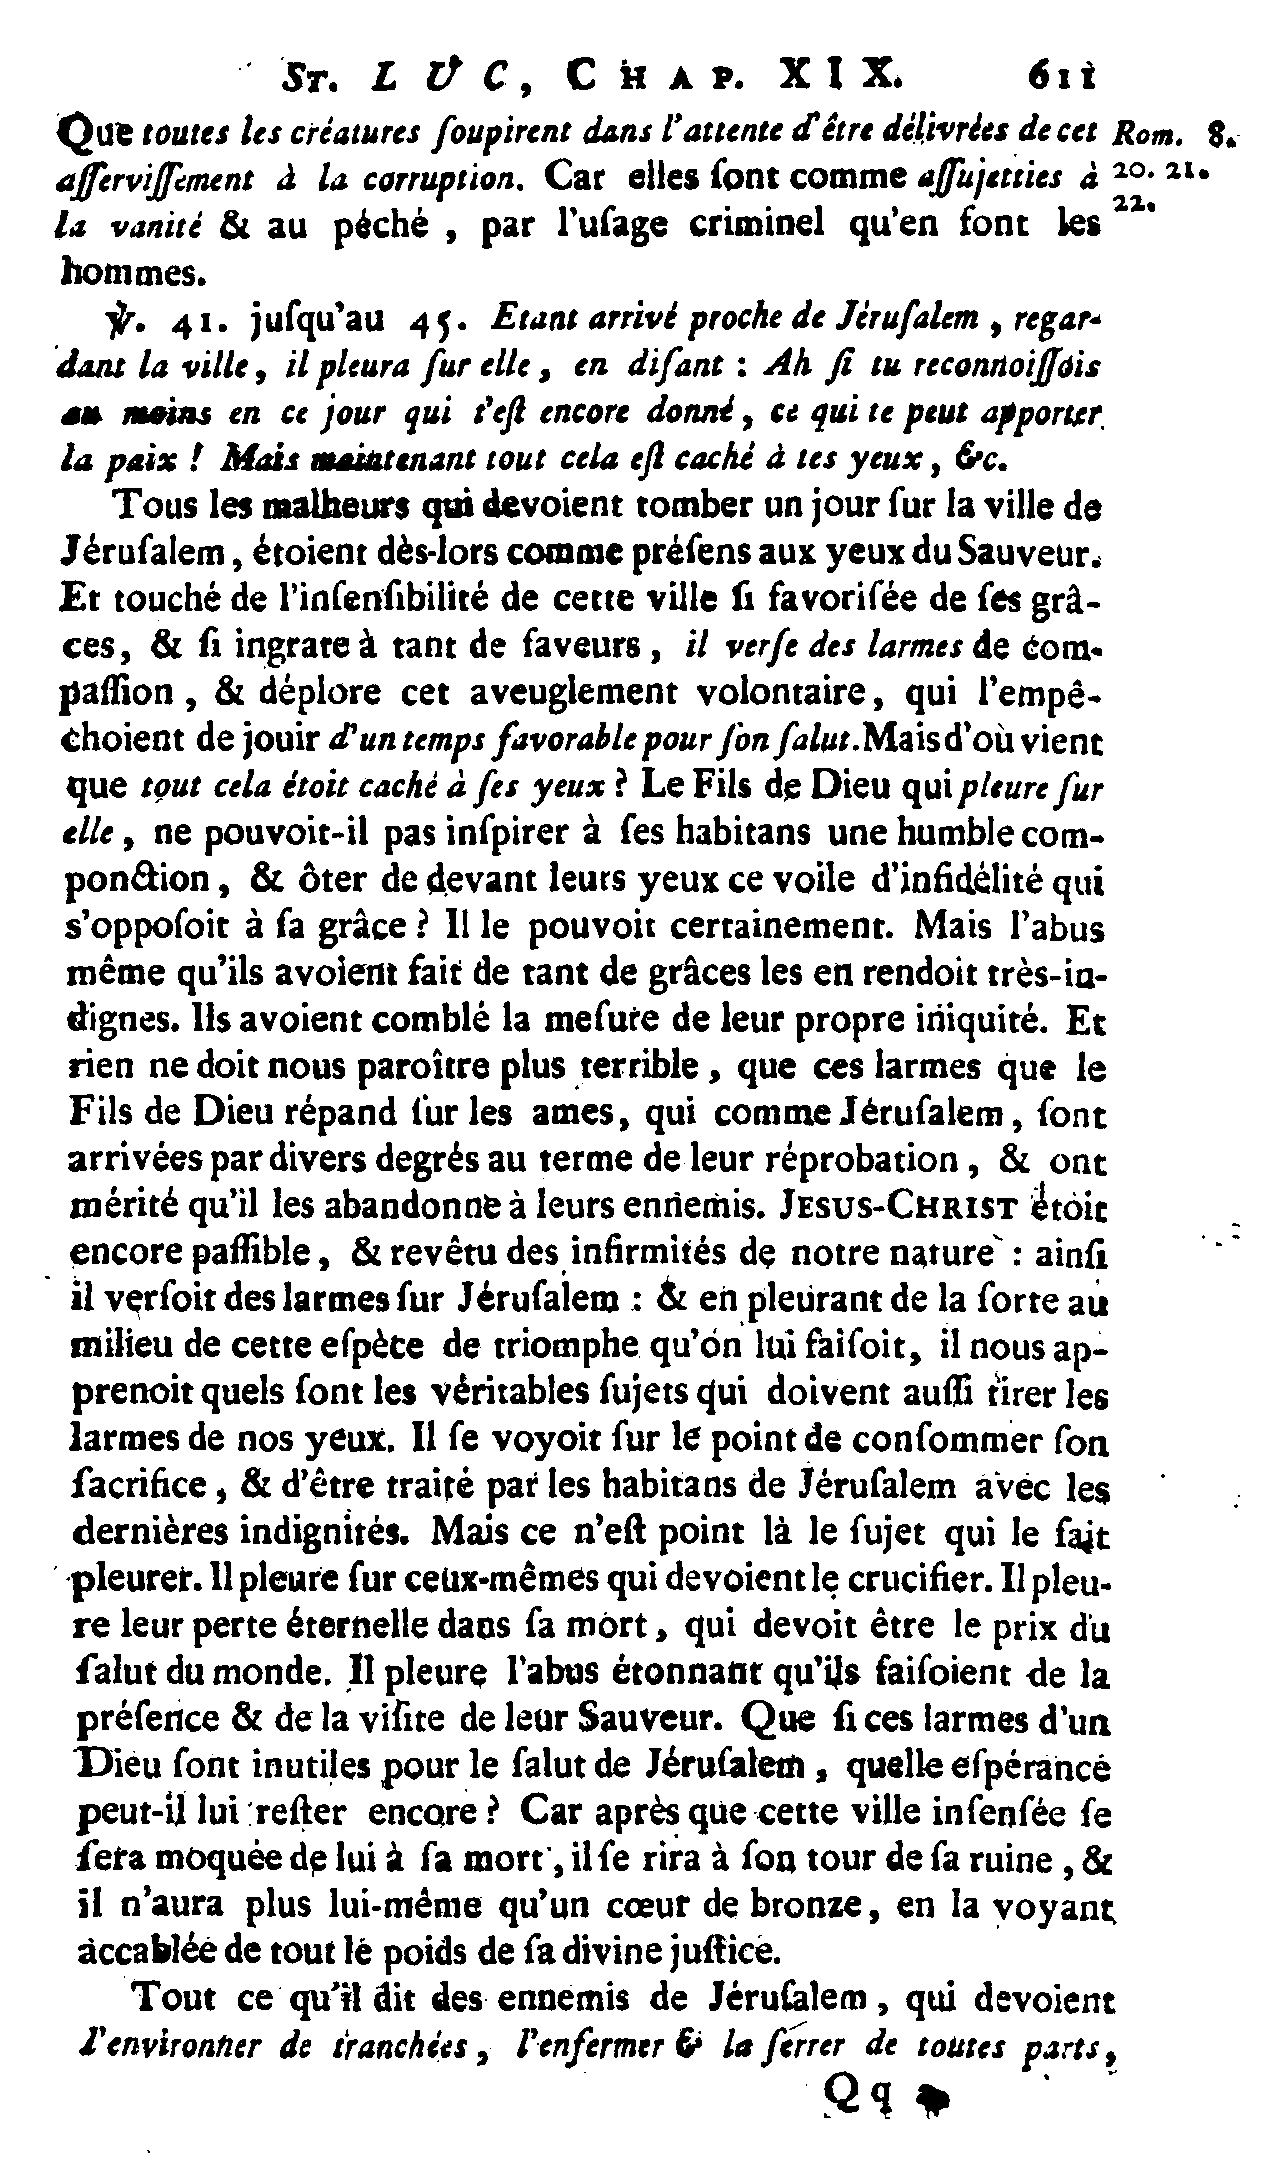 ST. LUC, CHAP. XIX. 611
Que toutes les créatures ſoupirent dans l'attente d'être délivrées de cet Rom. 8.
aſſerviſſement à la corruption. Car elles ſont comme aſſujetties à 20. 21.
la vanité & au péché, par l'uſage criminel qu'en font les 22.
hommes.
℣. 41. juſqu'au 45. Etant arrivé proche de Jéruſalem, regar-
dant la ville, il pleura ſur elle, en diſant : Ah ſi tu reconnoiſſois
au moins en ce jour qui t'eſt encore donné, ce qui te peut apporter
la paix ! Mais maintenant tout cela eſt caché à tes yeux, &c.
Tous les malheurs qui devoient tomber un jour ſur la ville de
Jéruſalem, étoient dès-lors comme préſens aux yeux du Sauveur.
Et touché de l'inſenſibilité de cette ville ſi favoriſée de ſes grâ-
ces, & ſi ingrate à tant de faveurs, il verſe des larmes de com-
paſſion, & déplore cet aveuglement volontaire, qui l'empê-
choient de jouir d'un temps favorable pour ſon ſalut. Mais d'où vient
que tout cela étoit caché à ſes yeux ? Le Fils de Dieu qui pleure ſur
elle, ne pouvoit-il pas inſpirer à ſes habitans une humble com-
ponction, & ôter de devant leurs yeux ce voile d'infidélité qui
s'oppoſoit à ſa grâce ? Il le pouvoit certainement. Mais l'abus
même qu'ils avoient fait de tant de grâces les en rendoit très-in-
dignes. Ils avoient comblé la meſure de leur propre iniquité. Et
rien ne doit nous paroître plus terrible, que ces larmes que le
Fils de Dieu répand ſur les ames, qui comme Jéruſalem, ſont
arrivées par divers degrés au terme de leur réprobation, & ont
mérité qu'il les abandonne à leurs ennemis. JESUS-CHRIST étoit
encore paſſible, & revêtu des infirmités de notre nature : ainſi
il verſoit des larmes ſur Jéruſalem : & en pleurant de la ſorte au
milieu de cette eſpèce de triomphe qu'on lui faiſoit, il nous ap-
prenoit quels ſont les véritables ſujets qui doivent auſſi tirer les
larmes de nos yeux. Il ſe voyoit ſur le point de conſommer ſon
ſacrifice, & d'être traité par les habitans de Jéruſalem avec les
dernières indignités. Mais ce n'eſt point là le ſujet qui le fait
pleurer. Il pleure ſur ceux-mêmes qui devoient le crucifier. Il pleu-
re leur perte éternelle dans ſa mort, qui devoit être le prix du
ſalut du monde. Il pleure l'abus étonnant qu'ils faiſoient de la
préſence & de la viſite de leur Sauveur. Que ſi ces larmes d'un
Dieu ſont inutiles pour le ſalut de Jéruſalem, quelle eſpérance
peut-il lui reſter encore ? Car après que cette ville inſenſée ſe
ſera moquée de lui à ſa mort, il ſe rira à ſon tour de ſa ruine, &
il n'aura plus lui-même qu'un cœur de bronze, en la voyant
accablée de tout le poids de ſa divine juſtice.
Tout ce qu'il dit des ennemis de Jéruſalem, qui devoient
l'environner de tranchées, l'enfermer & la ſerrer de toutes parts,
Qq